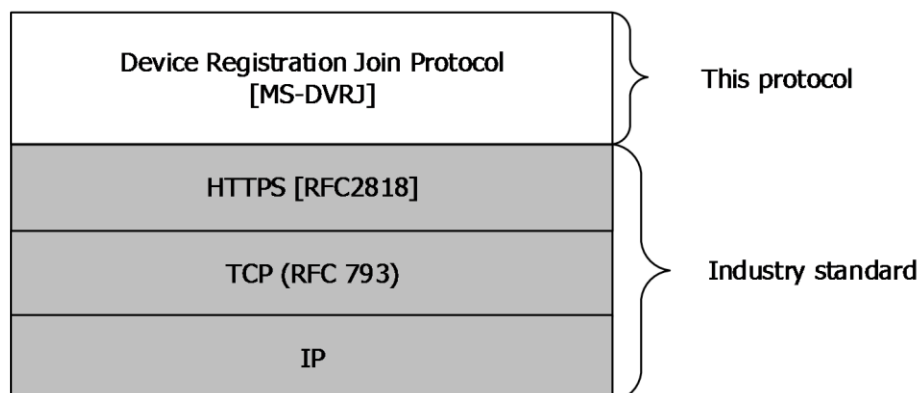 Device Registration Join Protocol
[MS-DVRJ]
This protocol
HTTPS [RFC2818]
TCP (RFC 793)
Industry standard
IP